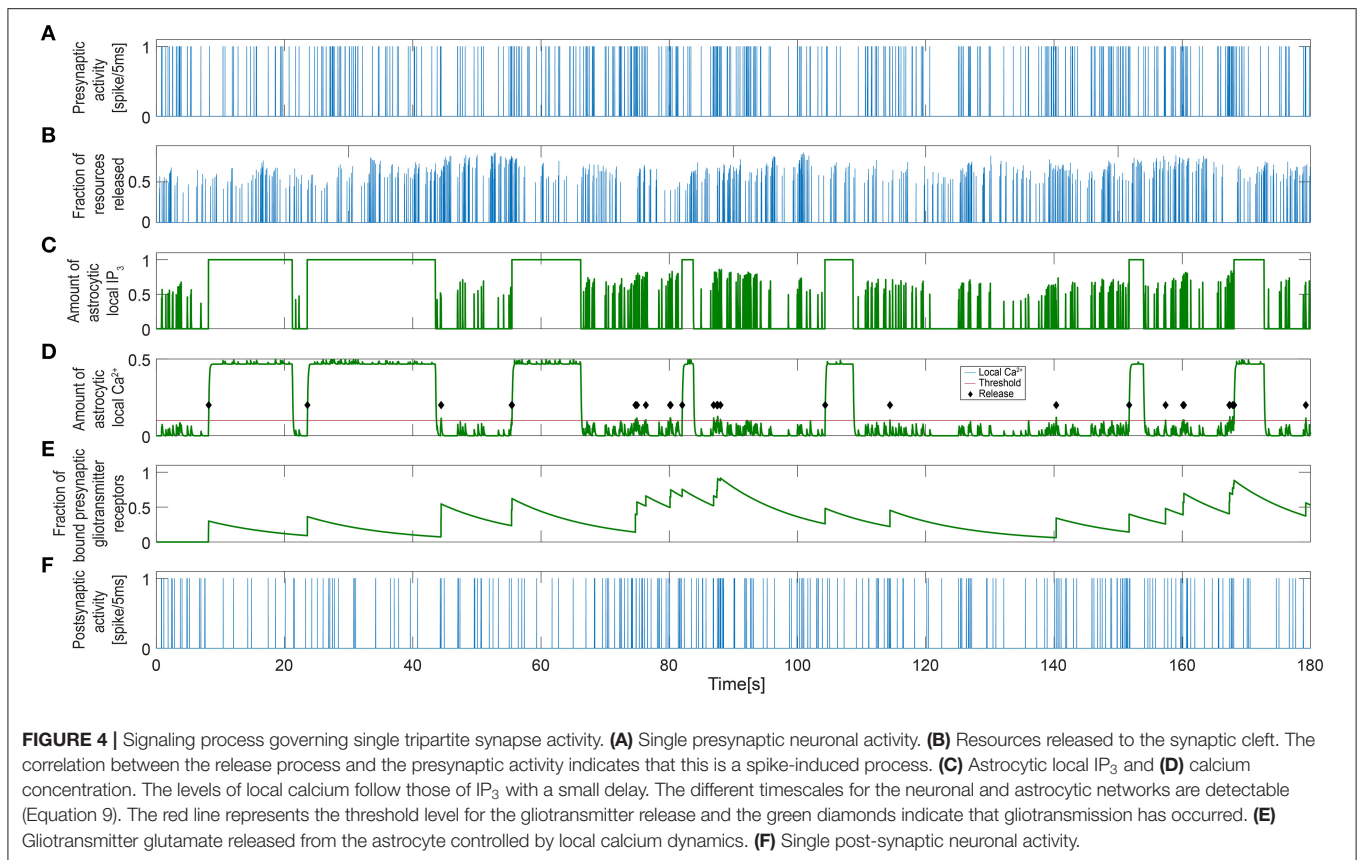 A
Presynaptic
activity
[spike/5ms]
1
0
B
Fraction of
resources
released
0.5
0
C
Amount of
astrocytic
local IP₃
1
0.5
0
D
Amount of
astrocytic
local Ca²⁺
0.5
0
Local Ca²⁺
Threshold
Release
E
Fraction of
bound presynaptic
gliotransmitter
receptors
1
0.5
0
F
Postsynaptic
activity
[spike/5ms]
1
0
0 20 40 60 80 100 120 140 160 180
Time[s]
FIGURE 4 | Signaling process governing single tripartite synapse activity. (A) Single presynaptic neuronal activity. (B) Resources released to the synaptic cleft. The
correlation between the release process and the presynaptic activity indicates that this is a spike-induced process. (C) Astrocytic local IP₃ and (D) calcium
concentration. The levels of local calcium follow those of IP₃ with a small delay. The different timescales for the neuronal and astrocytic networks are detectable
(Equation 9). The red line represents the threshold level for the gliotransmitter release and the green diamonds indicate that gliotransmission has occurred. (E)
Gliotransmitter glutamate released from the astrocyte controlled by local calcium dynamics. (F) Single post-synaptic neuronal activity.